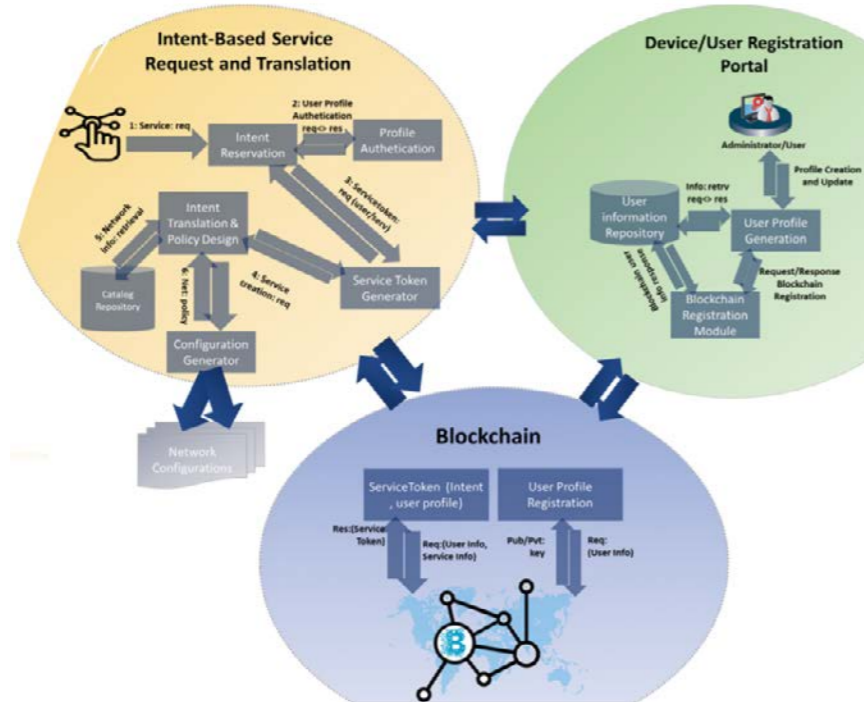 Intent-Based Service
Request and Translation
1: Service: req
2: User Profile
Authetication
req<> res
Intent
Reservation
Profile
Authetication
3: Servicetoken:
req (user/serv)
Intent
Translation &
Policy Design
5: Network
info: retrieval
4: Service
creation: req
Service Token
Generator
Catalog
Repository
6: Net: policy
Configuration
Generator
Network
Configurations
Device/User Registration
Portal
Administrator/User
Profile Creation
and Update
User
information
Repository
Info: retrv
req<> res
User Profile
Generation
Blockchain user
info response
Request/Response
Blockchain
Registration
Blockchain
Registration
Module
Blockchain
ServiceToken (Intent
, user profile)
User Profile
Registration
Res:(Service
Token)
Req:(User Info,
Service Info)
Pub/Pvt:
key
Req:
(User Info)
B